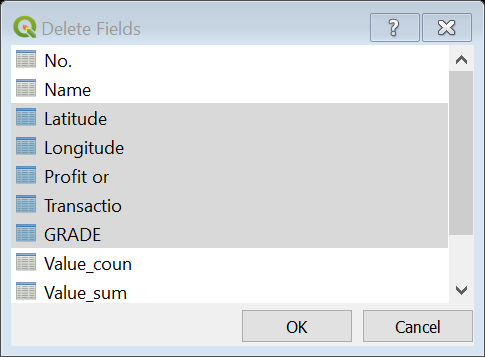 Delete Fields
?
No.
Name
Latitude
Longitude
Profit or
Transactio
GRADE
Value_coun
Value_sum
OK Cancel